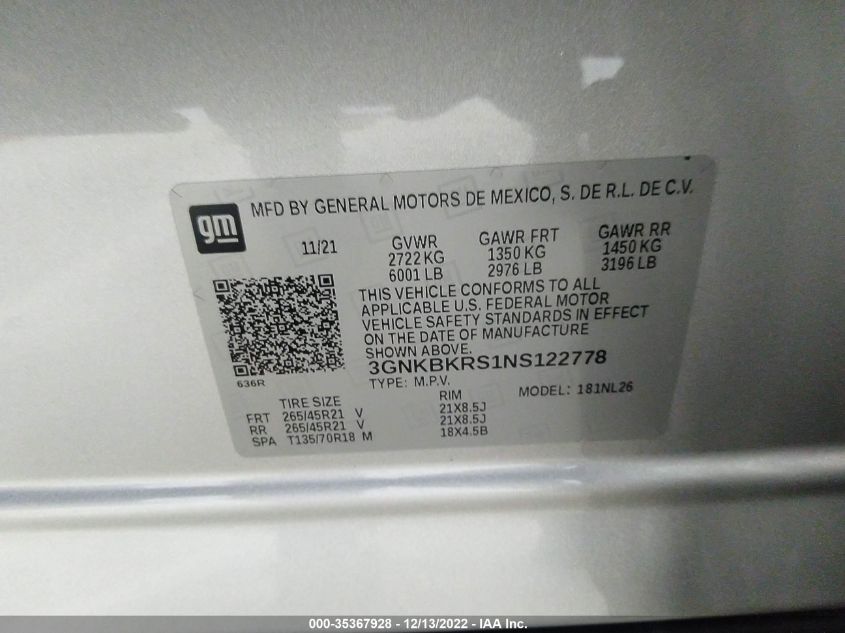 gm
MFD BY GENERAL MOTORS DE MEXICO, S. DE R.L. DE C.V.
11/21 GVWR GAWR FRT GAWR RR
2722 KG 1350 KG 1450 KG
6001 LB 2976 LB 3196 LB
THIS VEHICLE CONFORMS TO ALL
APPLICABLE U.S. FEDERAL MOTOR
VEHICLE SAFETY STANDARDS IN EFFECT
ON THE DATE OF MANUFACTURE
SHOWN ABOVE.
3GNKBKRS1NS122778
636R
TYPE: M.P.V. MODEL: 181NL26
TIRE SIZE RIM
FRT 265/45R21 V 21X8.5J
RR 265/45R21 V 21X8.5J
SPA T135/70R18 M 18X4.5B
000-35367928 - 12/13/2022 - IAA Inc.